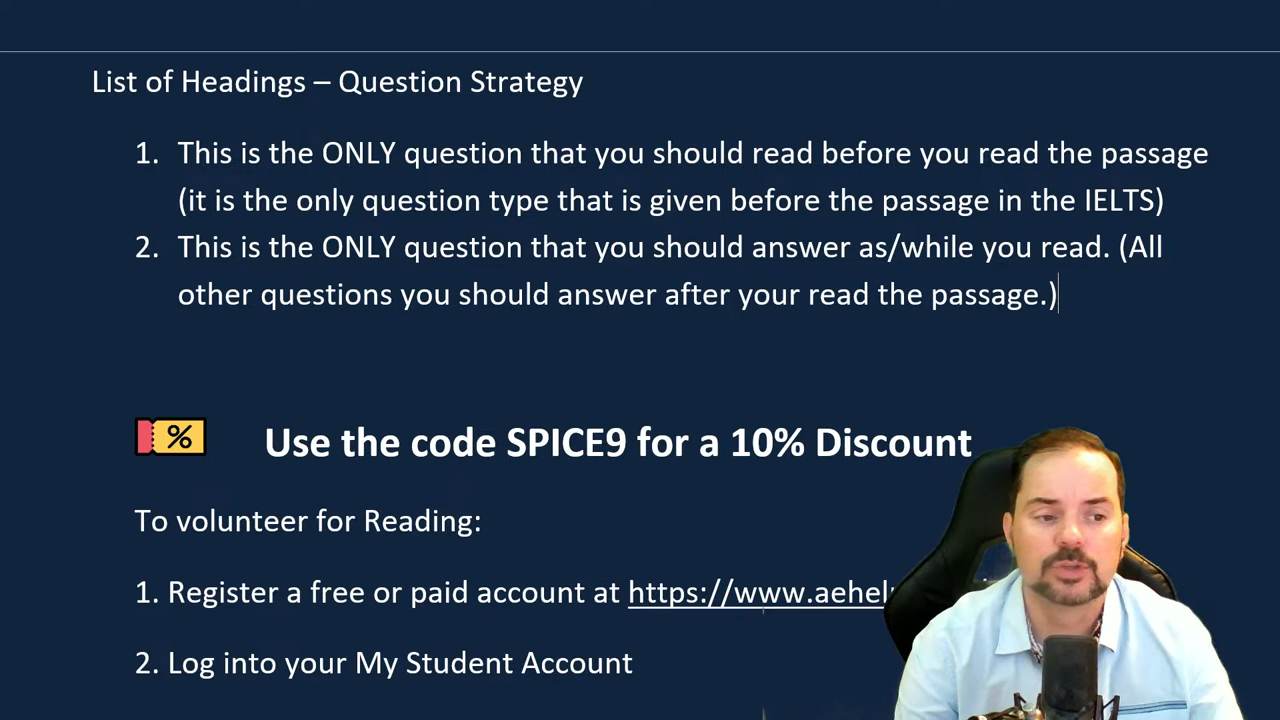 List of Headings – Question Strategy
1. This is the ONLY question that you should read before you read the passage
(it is the only question type that is given before the passage in the IELTS)
2. This is the ONLY question that you should answer as/while you read. (All
other questions you should answer after your read the passage.)
%
Use the code SPICE9 for a 10% Discount
To volunteer for Reading:
1. Register a free or paid account at https://www.aehel
2. Log into your My Student Account